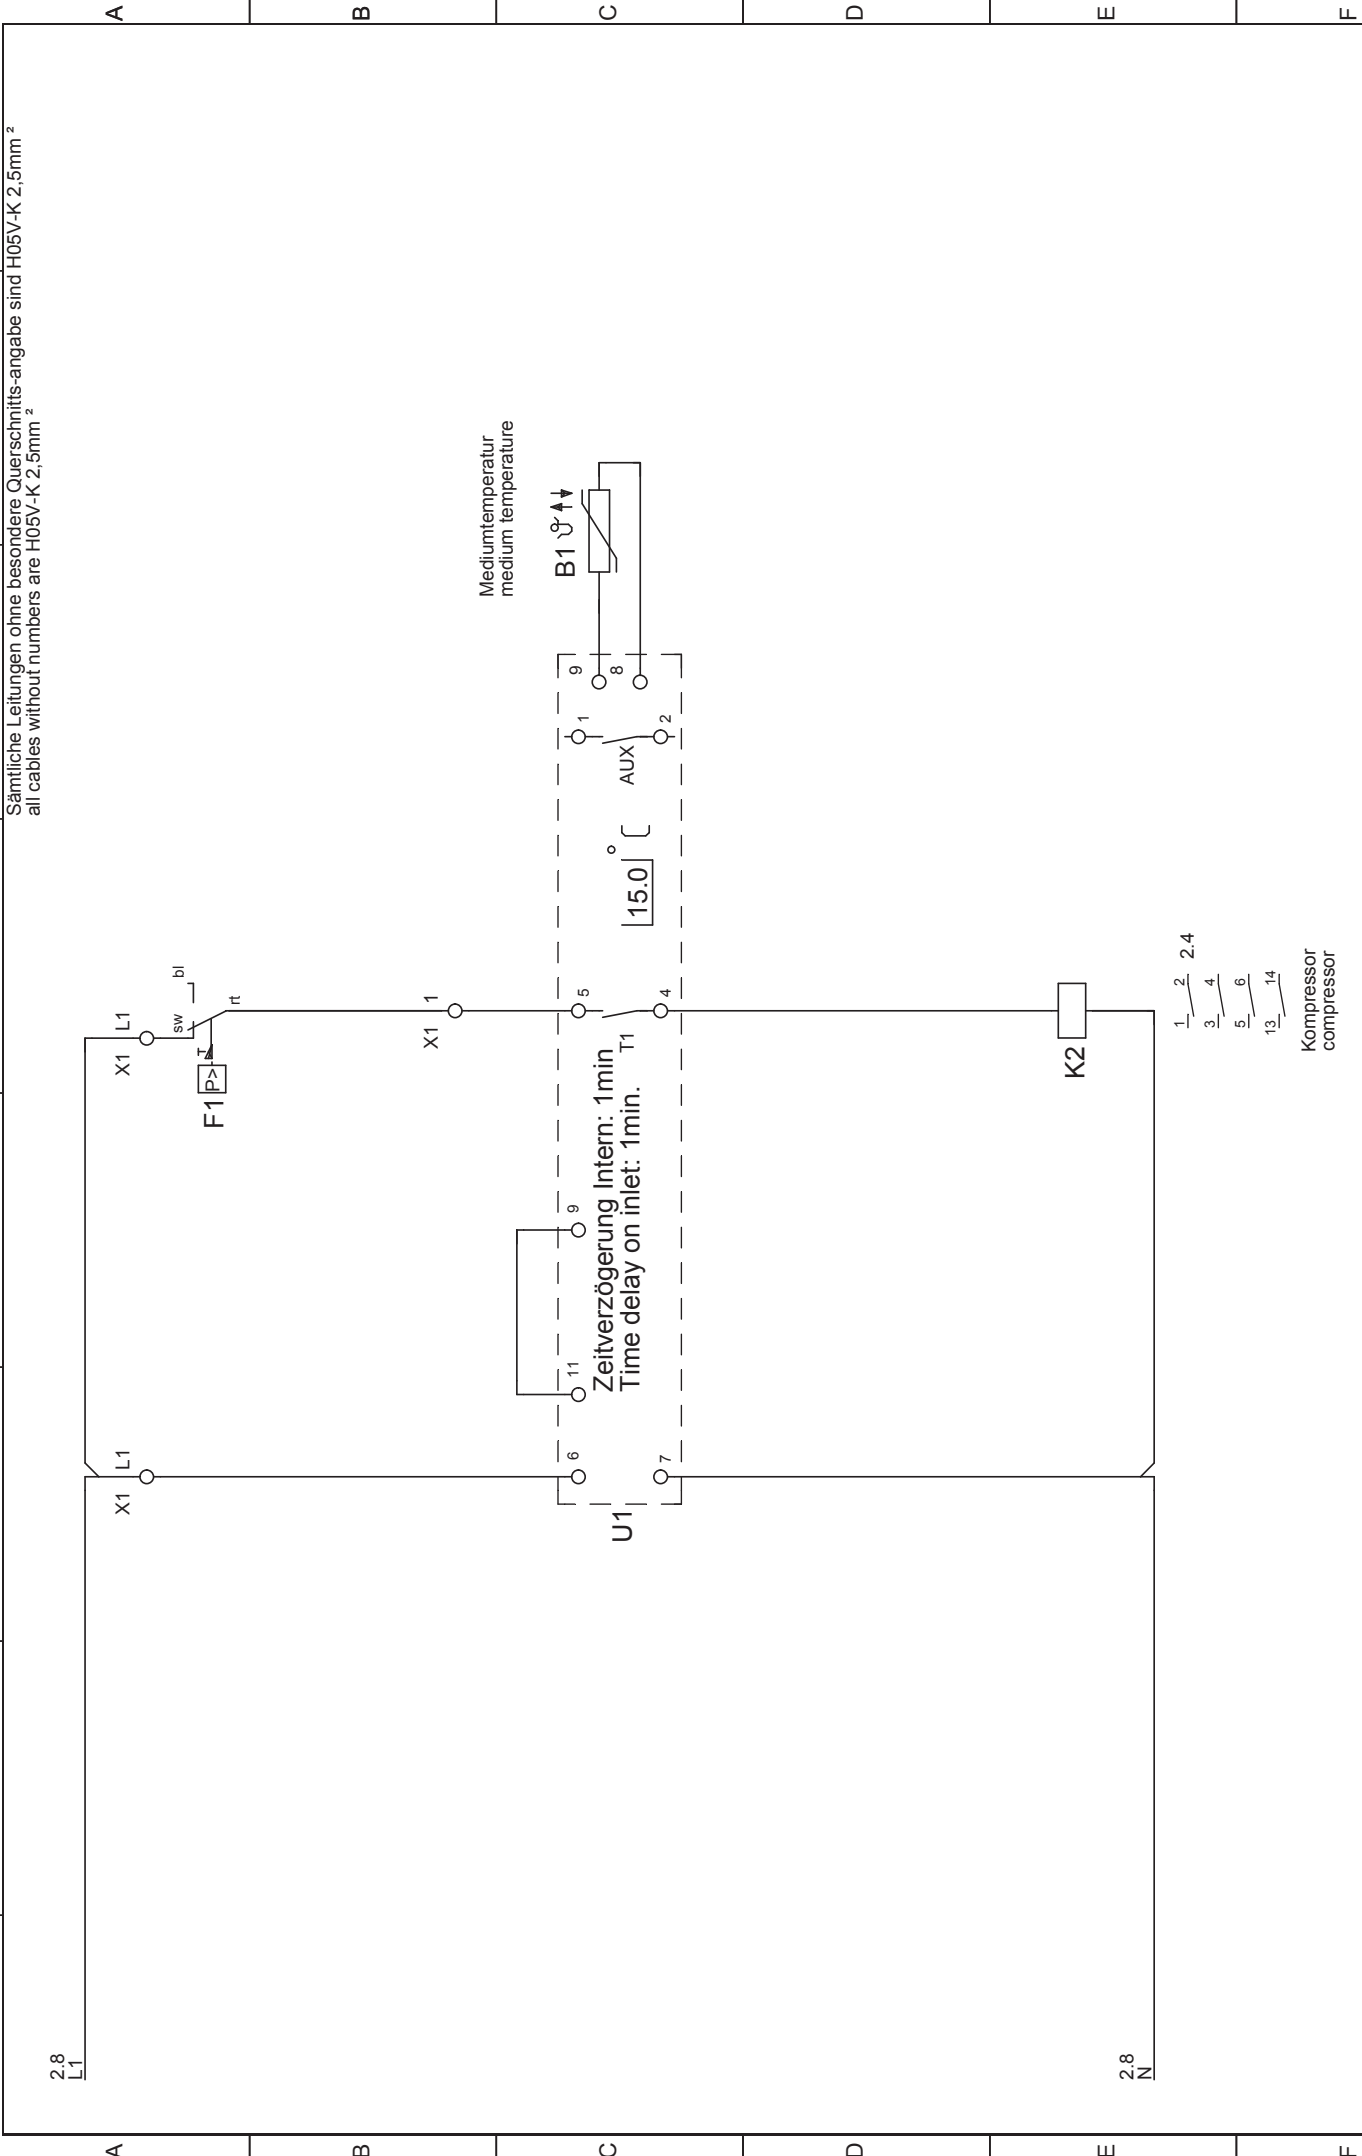 Sämtliche Leitungen ohne besondere Querschnitts-angabe sind H05V-K 2,5mm ²
all cables without numbers are H05V-K 2,5mm ²
A
A
B
B
C
C
D
D
E
E
F
F
2.8
L1
X1
L1
X1
L1
sw
bl
F1
P>
rt
X1
1
Mediumtemperatur
medium temperature
B1
ϑ
U1
6
11
9
5
1
9
8
Zeitverzögerung Intern: 1min
Time delay on inlet: 1min.
T1
15.0
°
AUX
7
4
2
K2
2.8
N
1
2
2.4
3
4
5
6
13
14
Kompressor
compressor